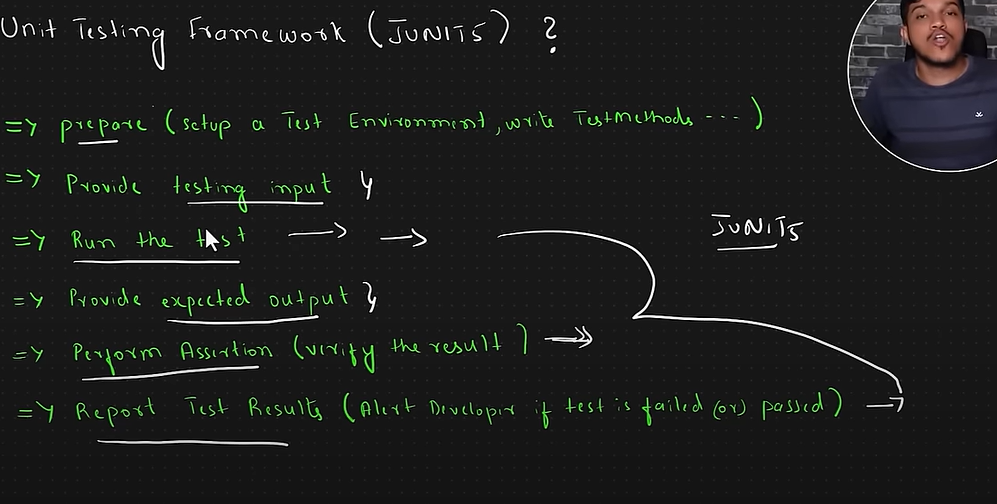 Unit Testing Framework (JUNIT5) ?
=> prepare (setup a Test Environment, write TestMethods ---)
=> Provide testing input
=> Run the test
JUNIT5
=> Provide expected output
=> Perform Assertion (verify the result)
=> Report Test Results (Alert Developer if test is failed (or) passed)